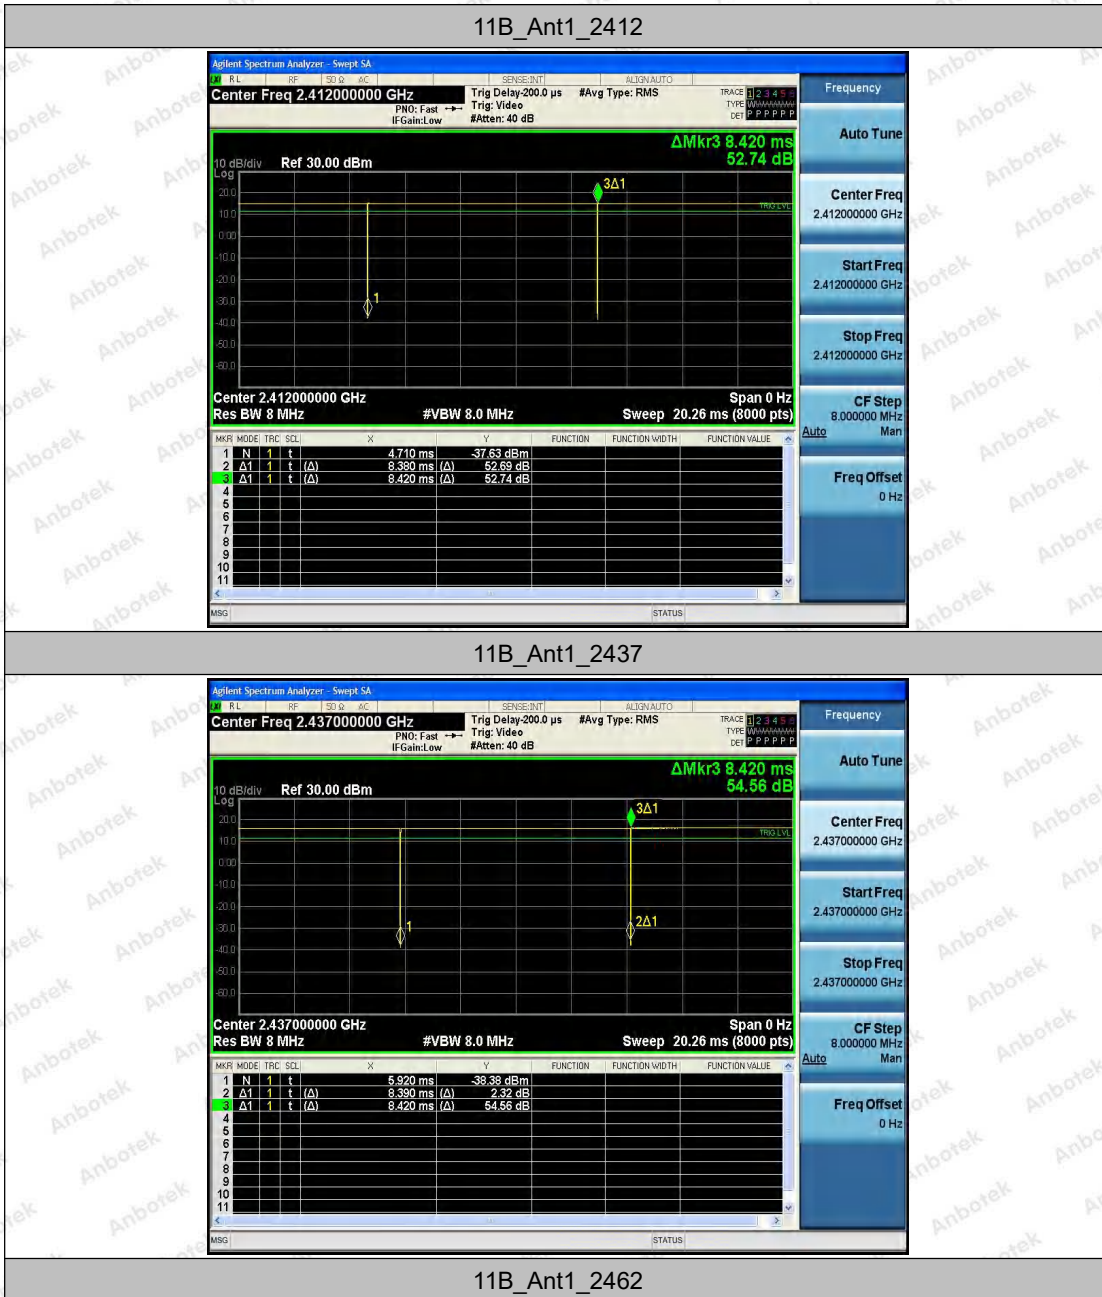 11B_Ant1_2412
Agilent Spectrum Analyzer - Swept SA
RL RF 50 Ω AC SENSE:INT ALIGNAUTO
Center Freq 2.412000000 GHz
PNO: Fast
IFGain:Low
Trig Delay-200.0 µs
Trig: Video
#Atten: 40 dB
#Avg Type: RMS
TRACE 1 2 3 4 5 6
TYPE
DET P P P P P P
Frequency
Auto Tune
ΔMkr3 8.420 ms
52.74 dB
10 dB/div Ref 30.00 dBm
Log
20.0
10.0
0.00
-10.0
-20.0
-30.0
-40.0
-50.0
-60.0
3Δ1
TRIG LVL
1
Center Freq
2.412000000 GHz
Start Freq
2.412000000 GHz
Stop Freq
2.412000000 GHz
CF Step
8.000000 MHz
Auto Man
Freq Offset
0 Hz
Center 2.412000000 GHz Span 0 Hz
Res BW 8 MHz #VBW 8.0 MHz Sweep 20.26 ms (8000 pts)
MKR MODE TRC SCL X Y FUNCTION FUNCTION WIDTH FUNCTION VALUE
1 N 1 t 4.710 ms -37.63 dBm
2 Δ1 1 t (Δ) 8.380 ms (Δ) 52.69 dB
3 Δ1 1 t (Δ) 8.420 ms (Δ) 52.74 dB
4
5
6
7
8
9
10
11
MSG STATUS
11B_Ant1_2437
Agilent Spectrum Analyzer - Swept SA
RL RF 50 Ω AC SENSE:INT ALIGNAUTO
Center Freq 2.437000000 GHz
PNO: Fast
IFGain:Low
Trig Delay-200.0 µs
Trig: Video
#Atten: 40 dB
#Avg Type: RMS
TRACE 1 2 3 4 5 6
TYPE
DET P P P P P P
Frequency
Auto Tune
ΔMkr3 8.420 ms
54.56 dB
10 dB/div Ref 30.00 dBm
Log
20.0
10.0
0.00
-10.0
-20.0
-30.0
-40.0
-50.0
-60.0
3Δ1
TRIG LVL
1
2Δ1
Center Freq
2.437000000 GHz
Start Freq
2.437000000 GHz
Stop Freq
2.437000000 GHz
CF Step
8.000000 MHz
Auto Man
Freq Offset
0 Hz
Center 2.437000000 GHz Span 0 Hz
Res BW 8 MHz #VBW 8.0 MHz Sweep 20.26 ms (8000 pts)
MKR MODE TRC SCL X Y FUNCTION FUNCTION WIDTH FUNCTION VALUE
1 N 1 t 5.920 ms -38.38 dBm
2 Δ1 1 t (Δ) 8.390 ms (Δ) 2.32 dB
3 Δ1 1 t (Δ) 8.420 ms (Δ) 54.56 dB
4
5
6
7
8
9
10
11
MSG STATUS
11B_Ant1_2462